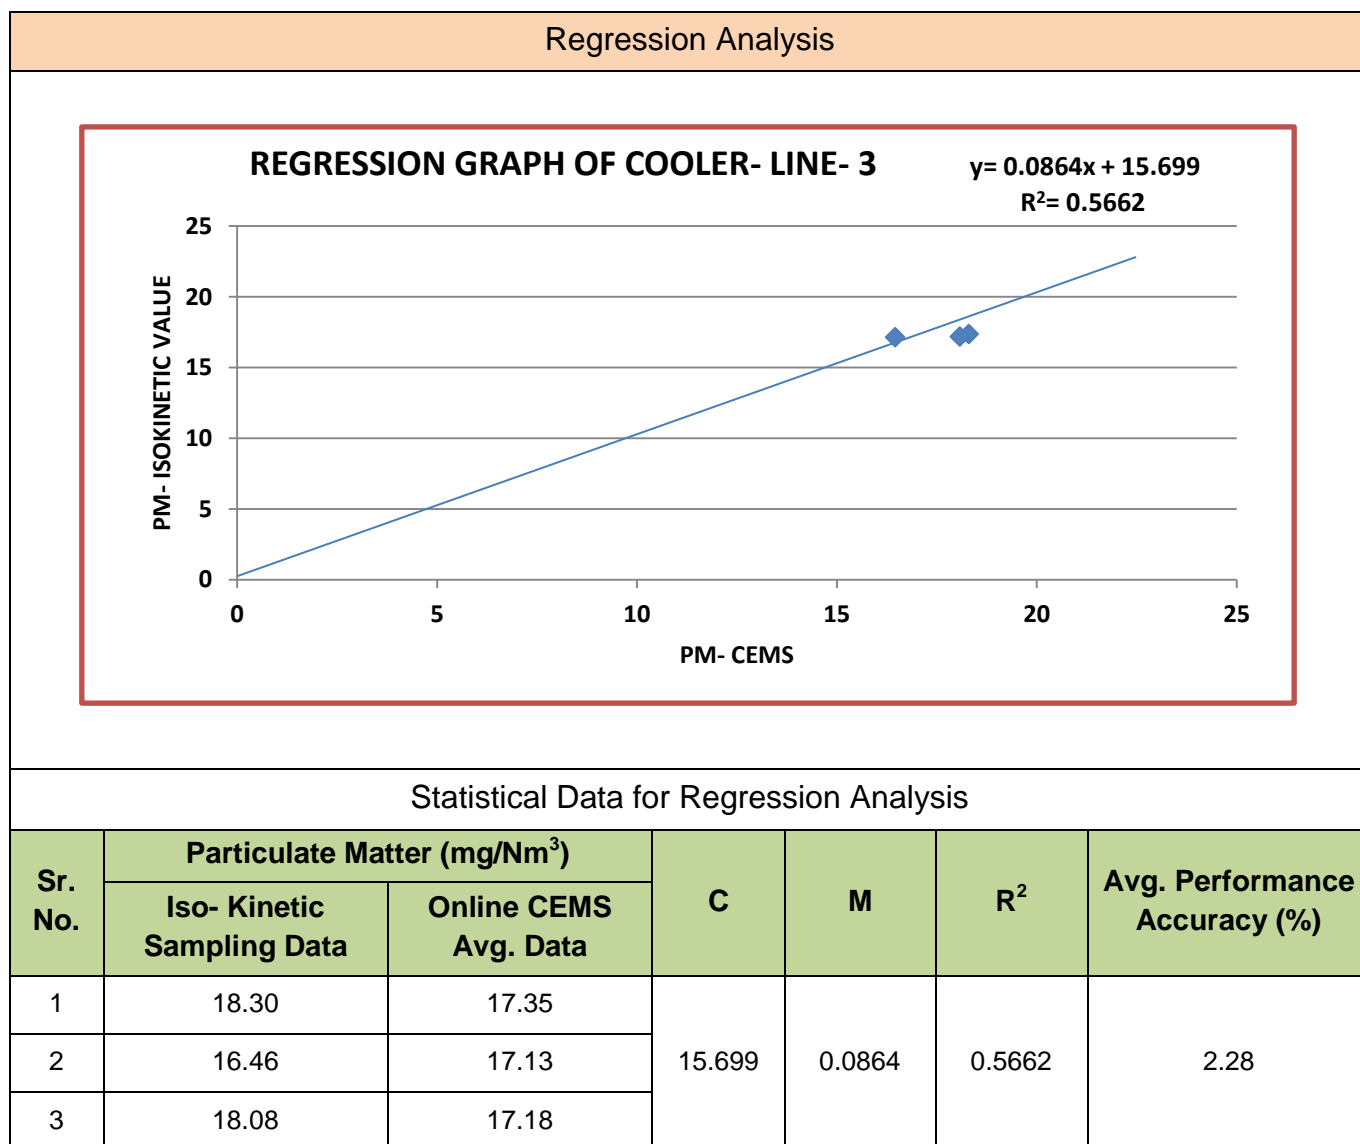 Regression Analysis
REGRESSION GRAPH OF COOLER- LINE- 3
y= 0.0864x + 15.699
R²= 0.5662
25
20
15
10
5
0
PM- ISOKINETIC VALUE
0 5 10 15 20 25
PM- CEMS
Statistical Data for Regression Analysis
Sr. No.
Particulate Matter (mg/Nm³)
Iso- Kinetic
Sampling Data
Online CEMS
Avg. Data
C
M
R²
Avg. Performance
Accuracy (%)
1 18.30 17.35
2 16.46 17.13 15.699 0.0864 0.5662 2.28
3 18.08 17.18